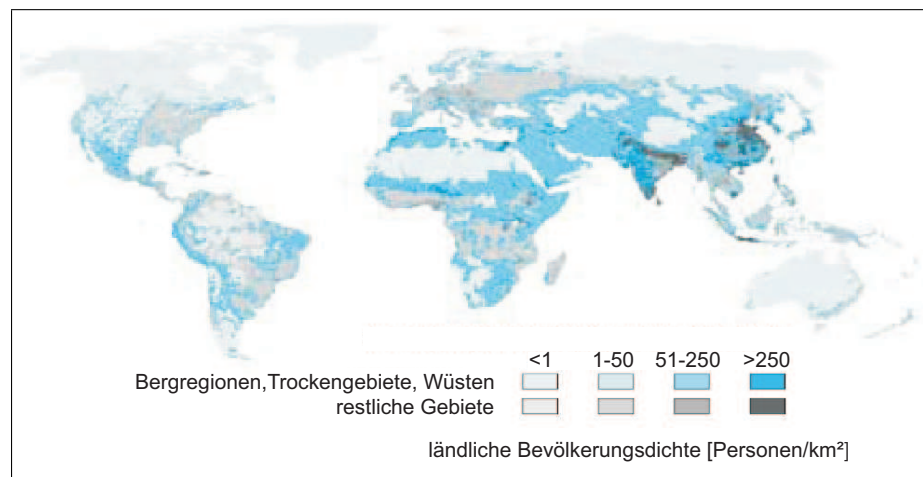 <1 1-50 51-250 >250
Bergregionen,Trockengebiete, Wüsten
restliche Gebiete
ländliche Bevölkerungsdichte [Personen/km²]